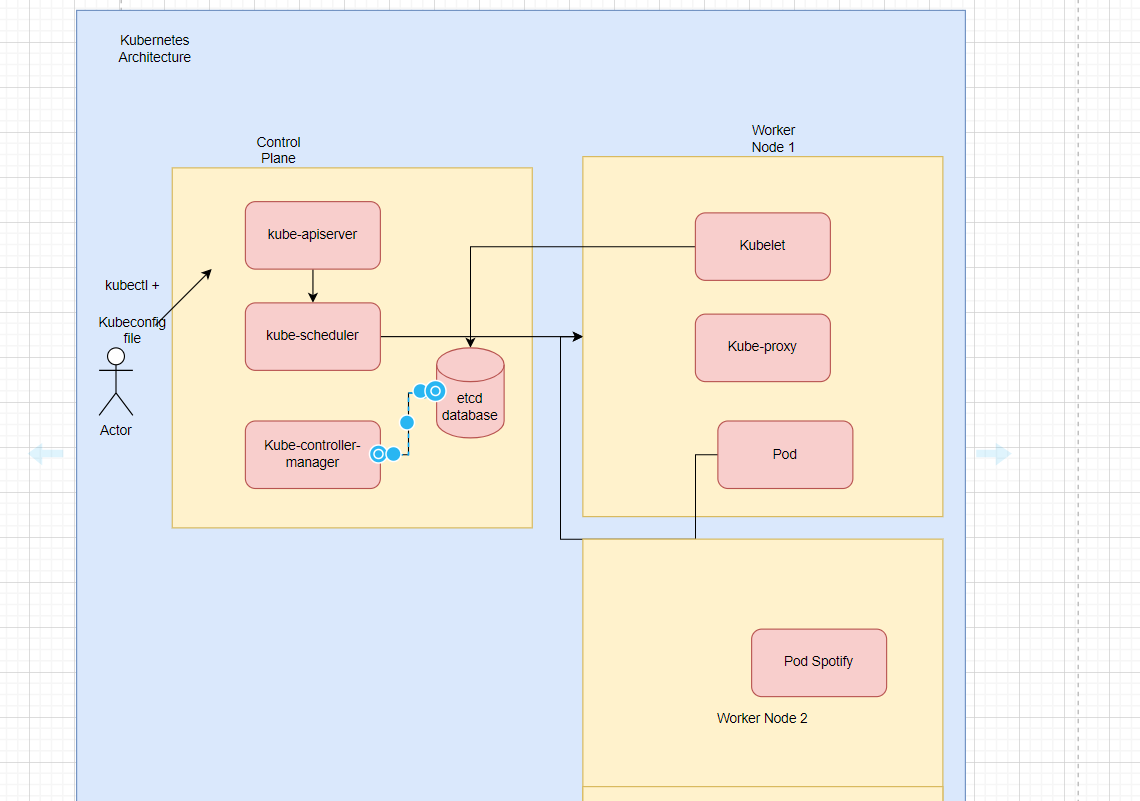 Kubernetes
Architecture
Control
Plane
Worker
Node 1
kube-apiserver
Kubelet
kubectl +
Kubeconfig
file
kube-scheduler
Kube-proxy
etcd
database
Actor
Kube-controller-
manager
Pod
Pod Spotify
Worker Node 2